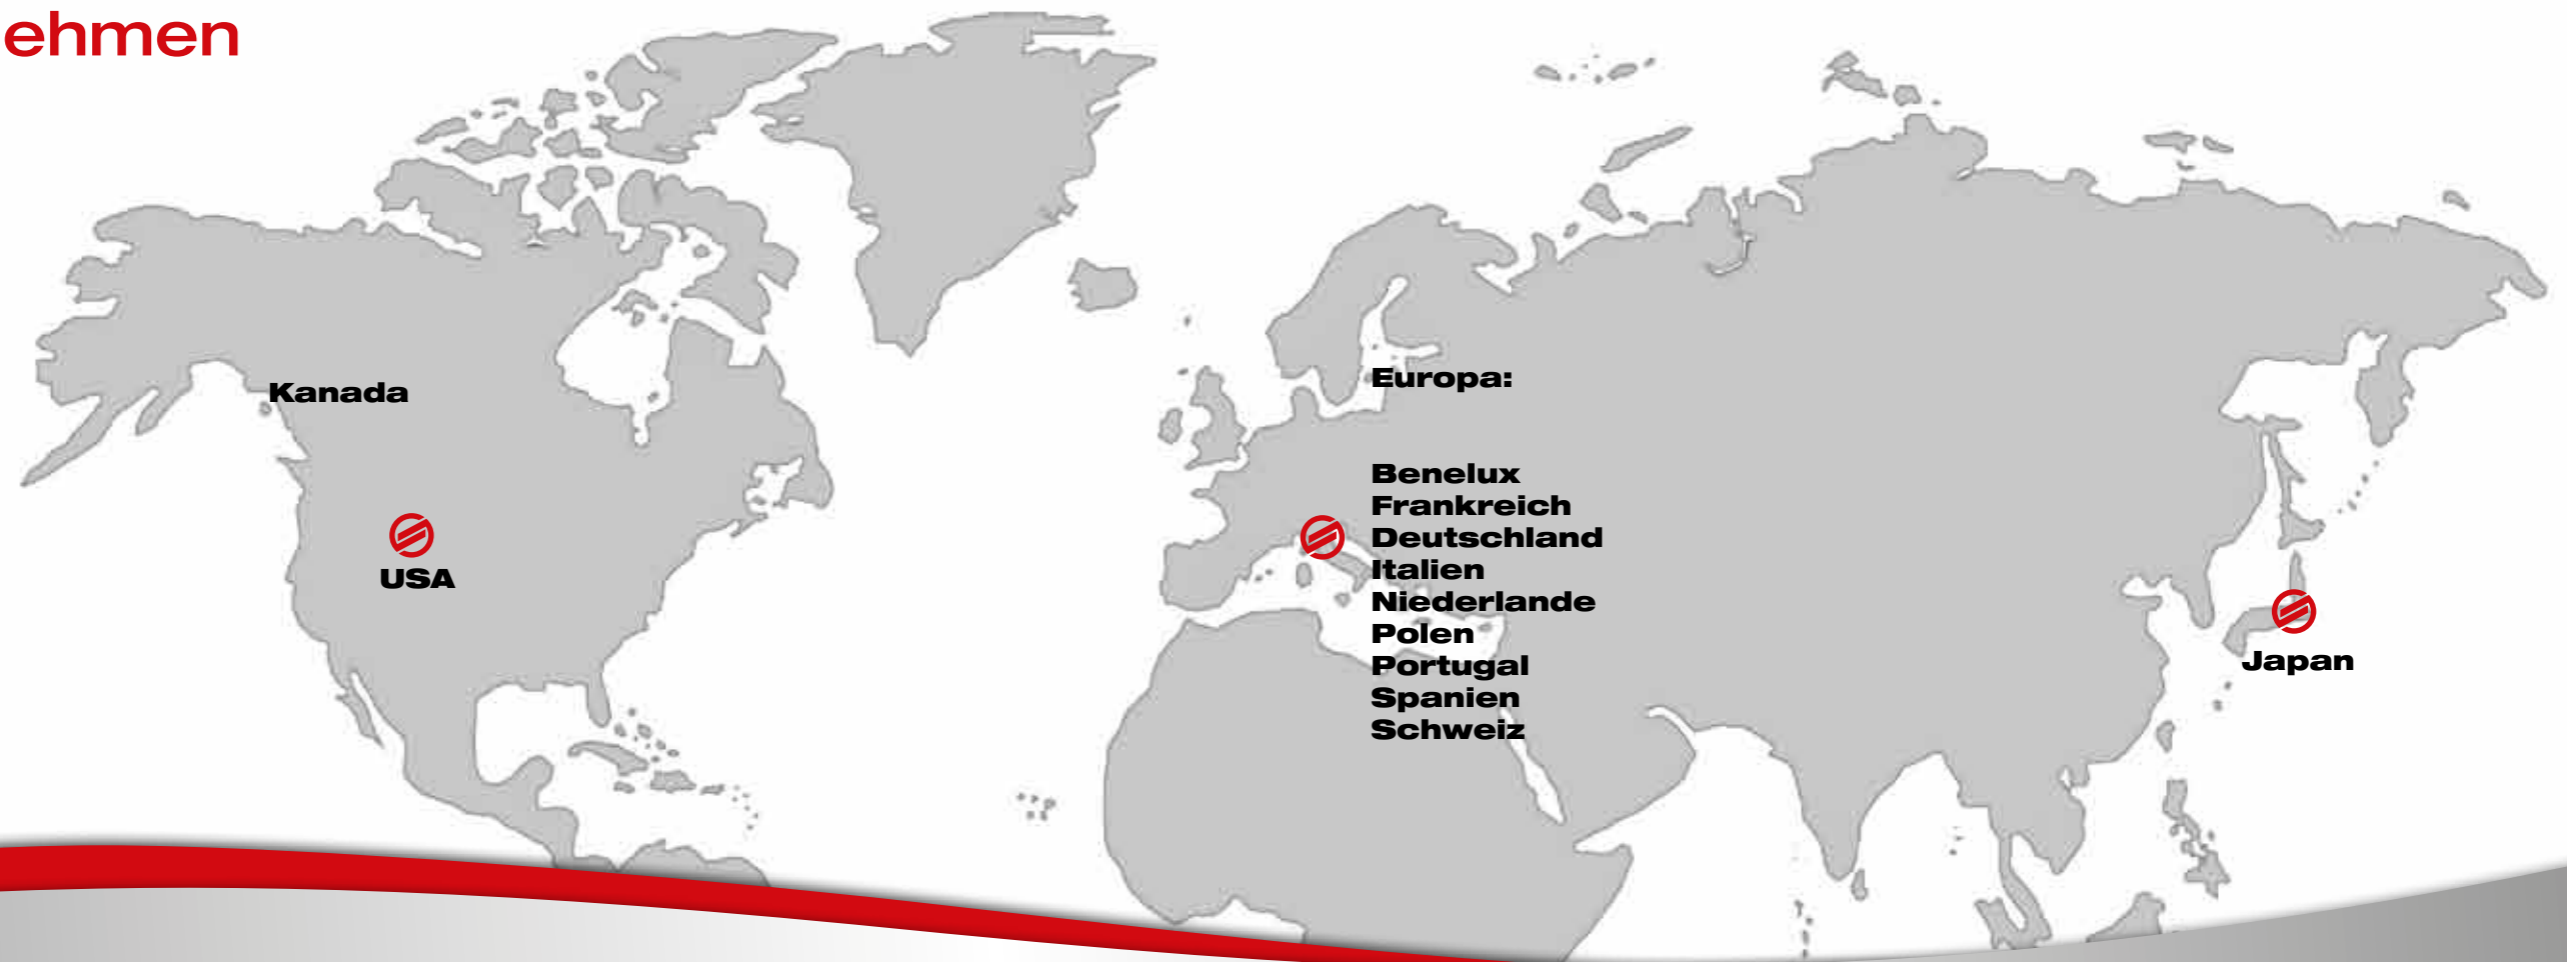 ehmen
Kanada
USA
Europa:
Benelux
Frankreich
Deutschland
Italien
Niederlande
Polen
Portugal
Spanien
Schweiz
Japan